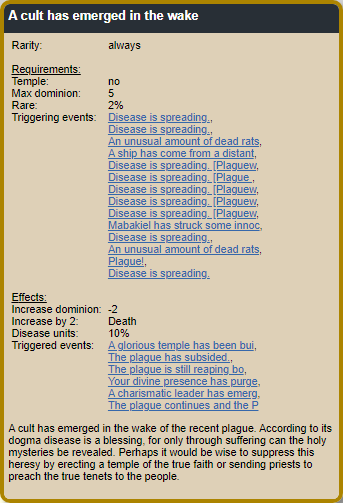 A cult has emerged in the wake
Rarity: always
Requirements:
Temple: no
Max dominion: 5
Rare: 2%
Triggering events: Disease is spreading.,
Disease is spreading.,
An unusual amount of dead rats,
A ship has come from a distant,
Disease is spreading. [Plaguew,
Disease is spreading. [Plague ,
Disease is spreading. [Plaguew,
Disease is spreading. [Plaguew,
Disease is spreading. [Plaguew,
Mabakiel has struck some innoc,
Disease is spreading.,
An unusual amount of dead rats,
Plague!,
Disease is spreading.
Effects:
Increase dominion: -2
Increase by 2: Death
Disease units: 10%
Triggered events: A glorious temple has been bui,
The plague has subsided.,
The plague is still reaping bo,
Your divine presence has purge,
A charismatic leader has emerg,
The plague continues and the P
A cult has emerged in the wake of the recent plague. According to its
dogma disease is a blessing, for only through suffering can the holy
mysteries be revealed. Perhaps it would be wise to suppress this
heresy by erecting a temple of the true faith or sending priests to
preach the true tenets to the people.